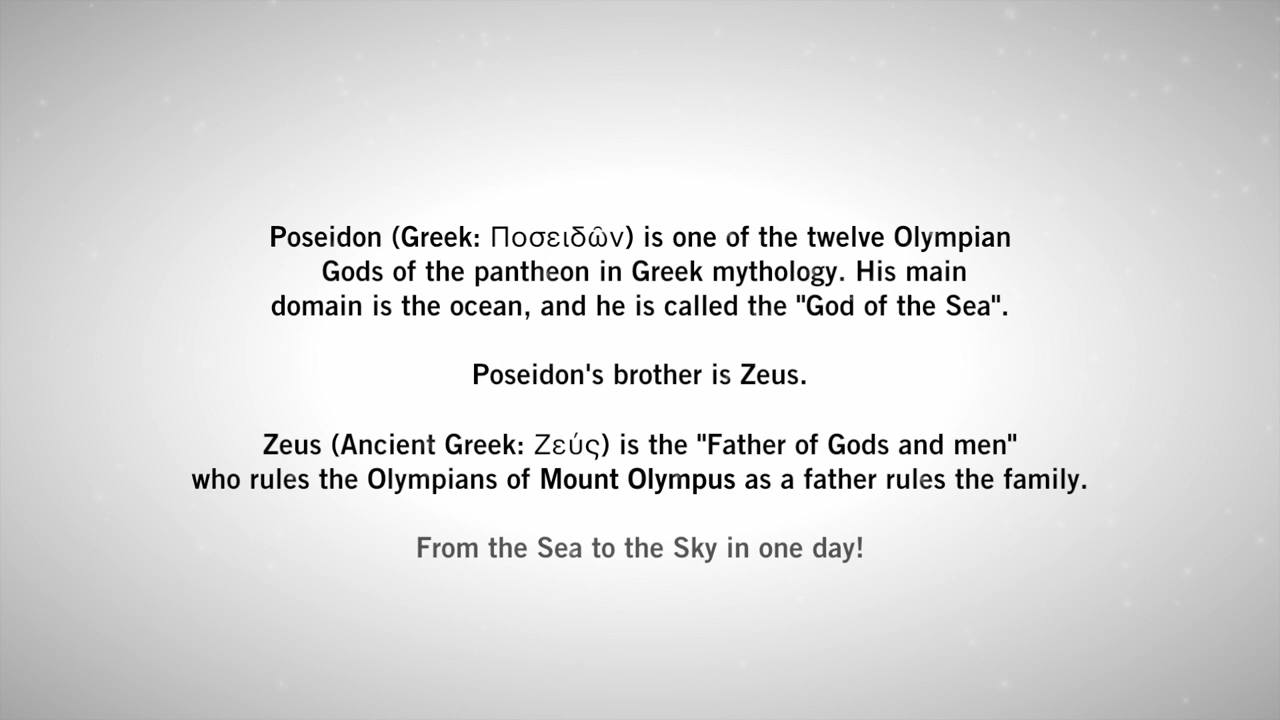 Poseidon (Greek: Ποσειδῶν) is one of the twelve Olympian
Gods of the pantheon in Greek mythology. His main
domain is the ocean, and he is called the "God of the Sea".
Poseidon's brother is Zeus.
Zeus (Ancient Greek: Ζεύς) is the "Father of Gods and men"
who rules the Olympians of Mount Olympus as a father rules the family.
From the Sea to the Sky in one day!